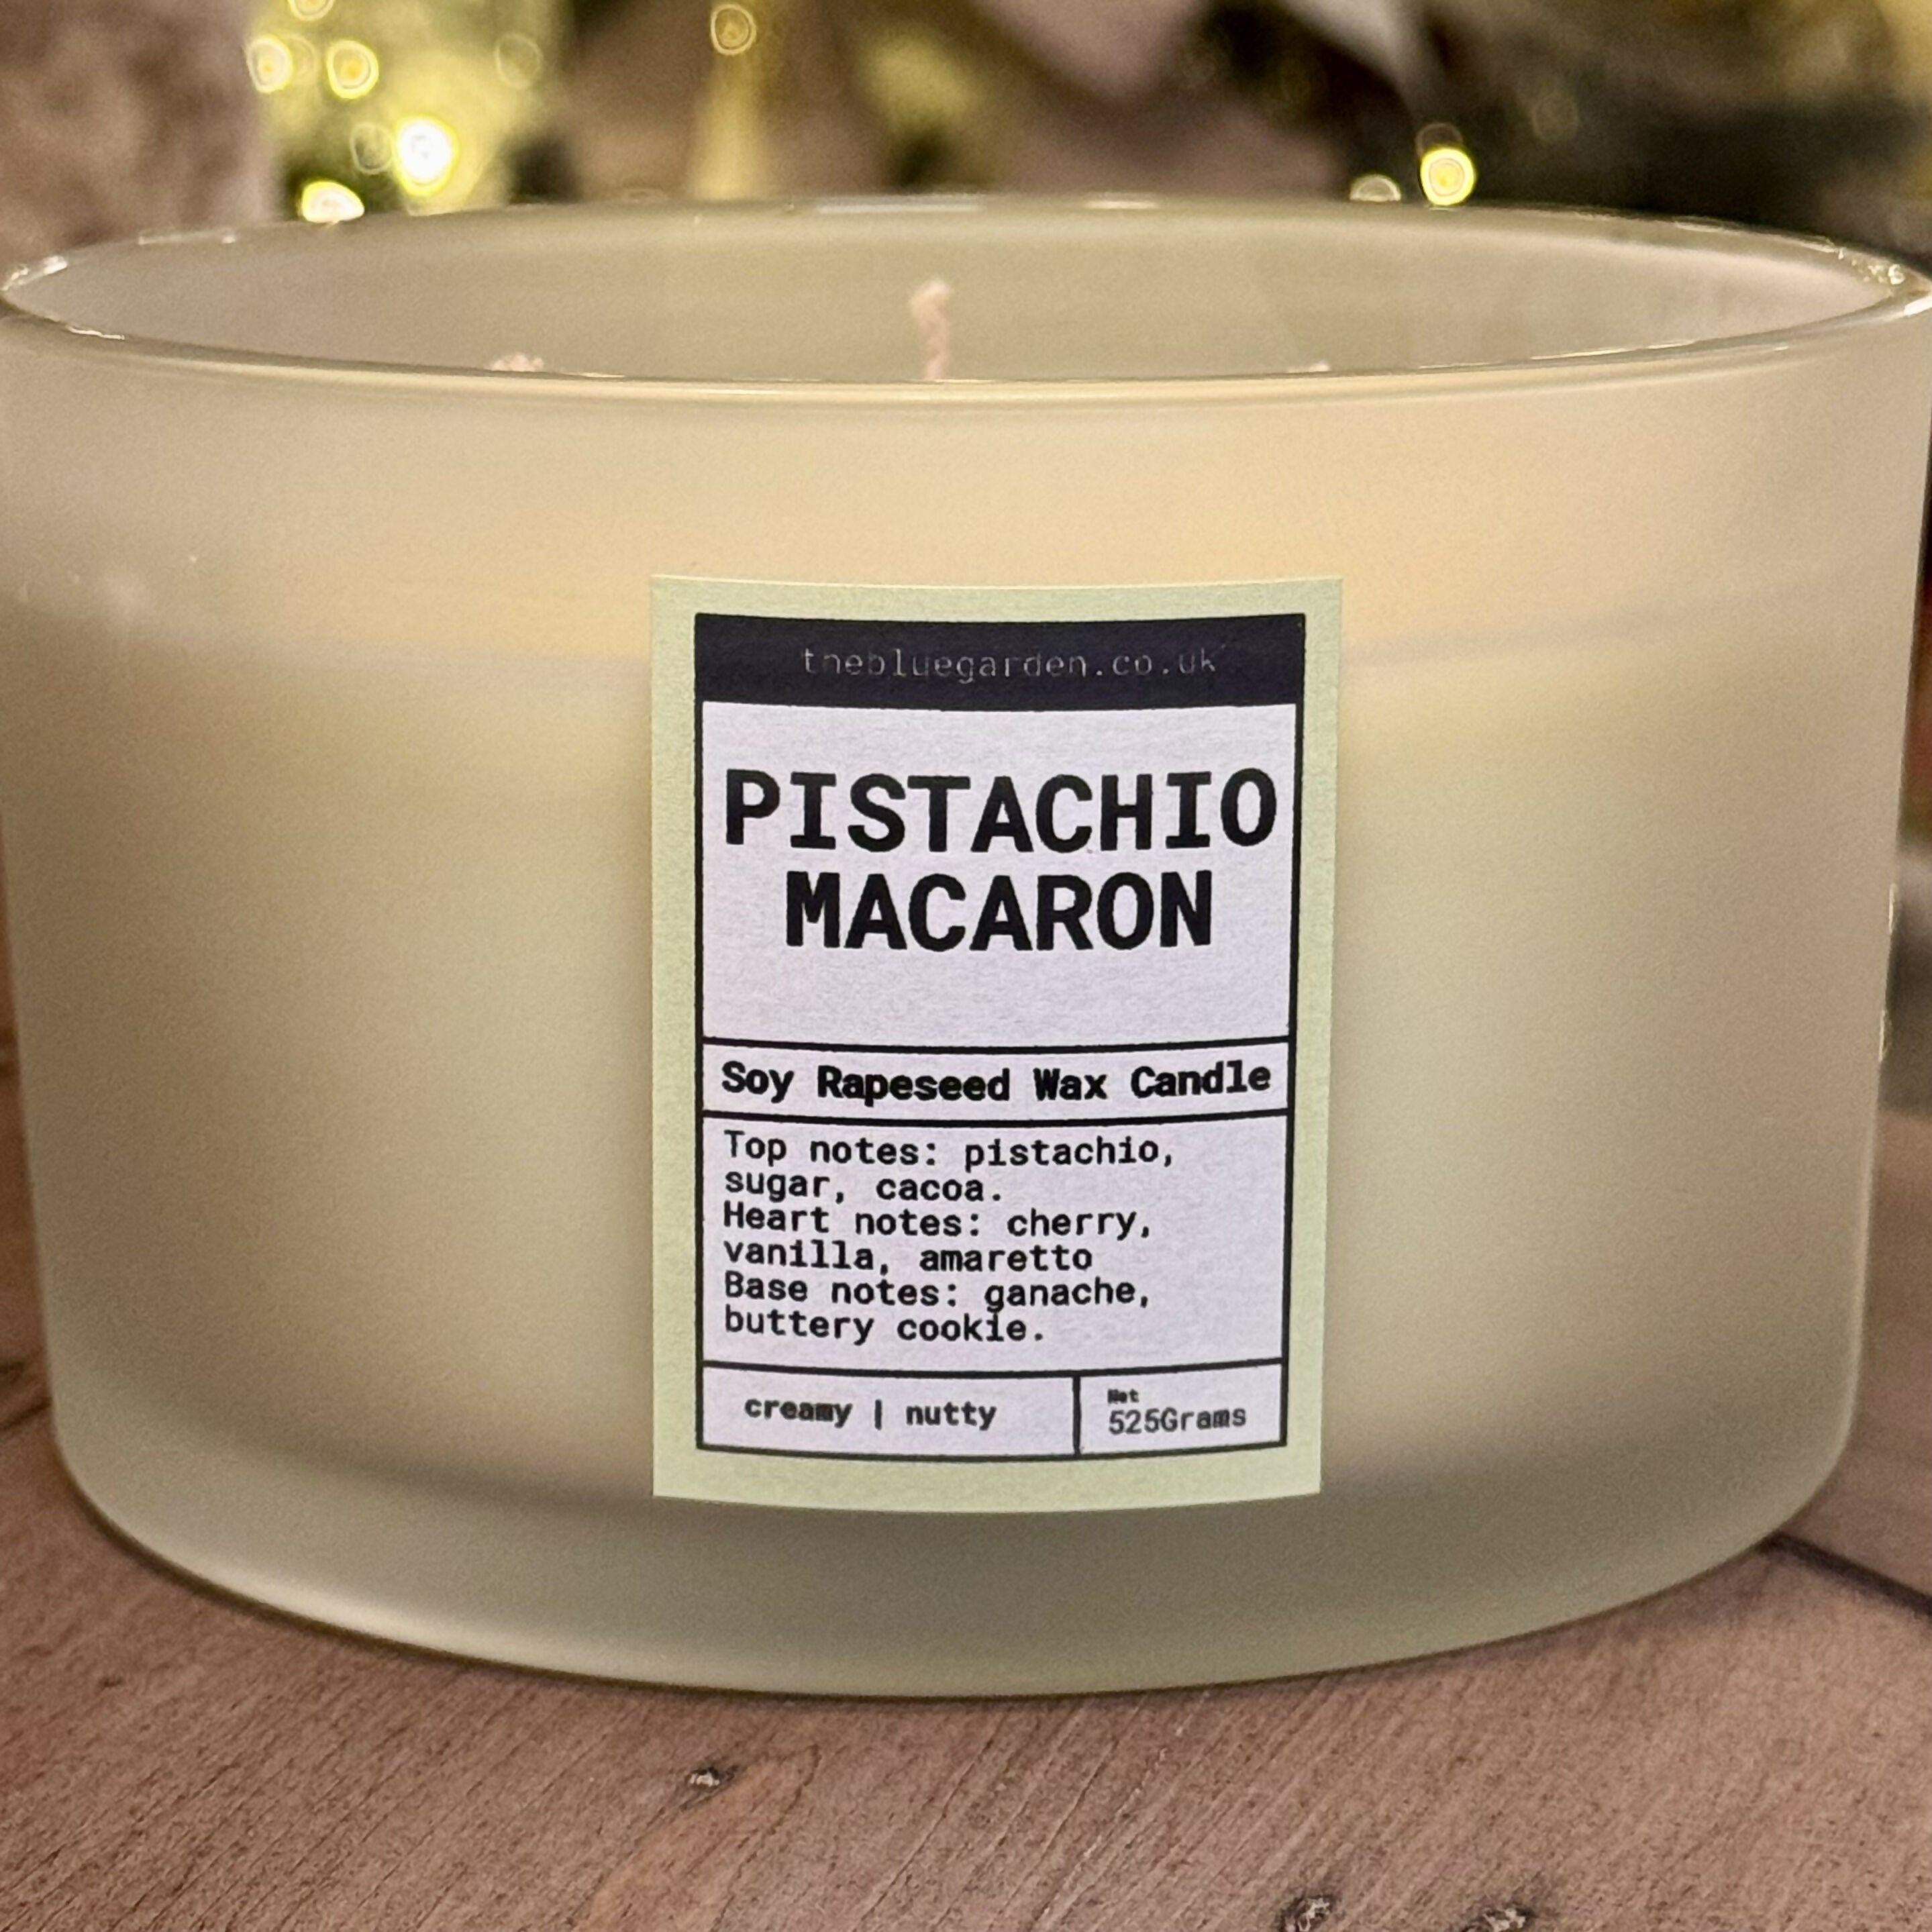 thebluegarden.co.uk
PISTACHIO
MACARON
Soy Rapeseed Wax Candle
Top notes: pistachio,
sugar, cacoa.
Heart notes: cherry,
vanilla, amaretto
Base notes: ganache,
buttery cookie.
creamy | nutty
Net
525Grams